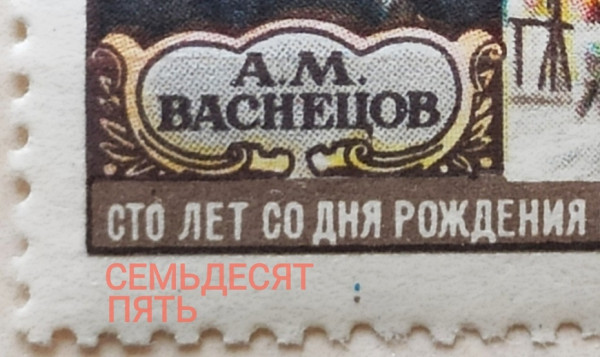 А.М.
ВАСНЕЦОВ
СТО ЛЕТ СО ДНЯ РОЖДЕНИЯ
СЕМЬДЕСЯТ
ПЯТЬ